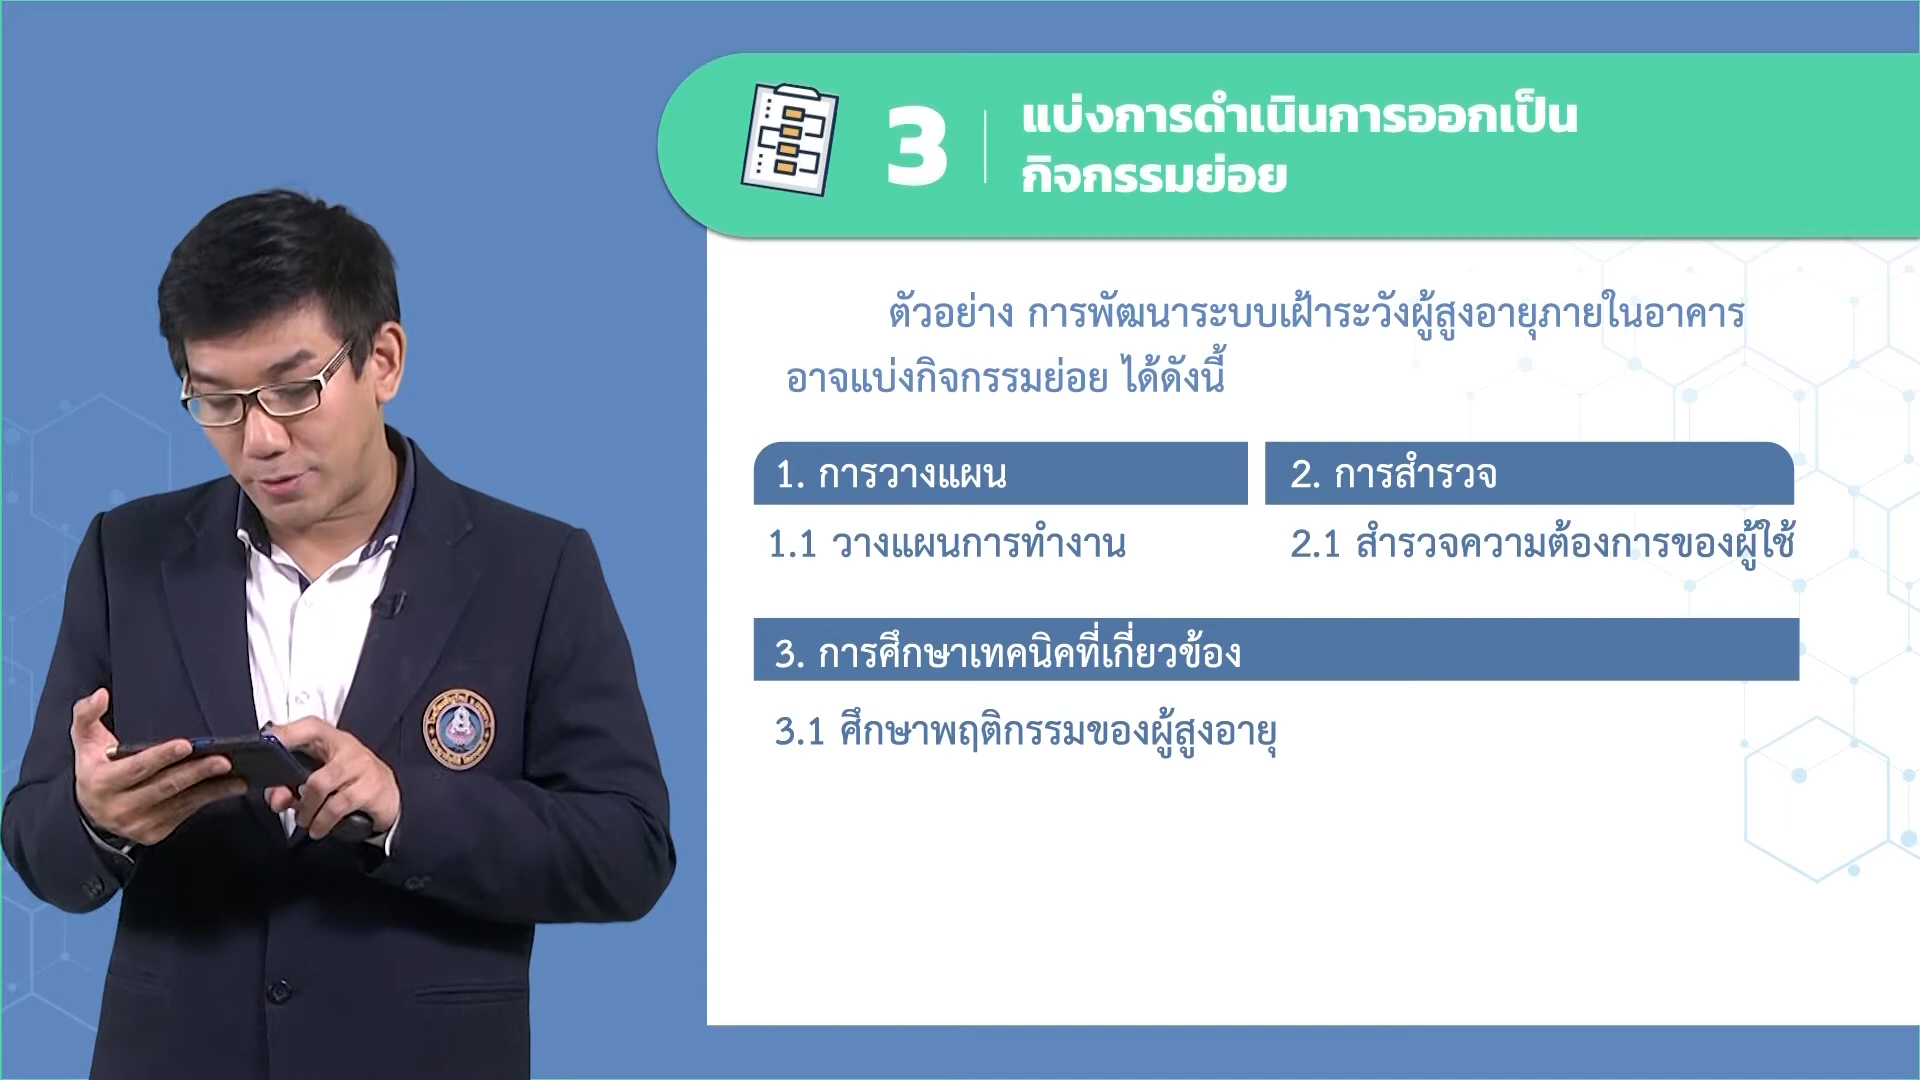 3
แบ่งการดำเนินการออกเป็น
กิจกรรมย่อย
ตัวอย่าง การพัฒนาระบบเฝ้าระวังผู้สูงอายุภายในอาคาร
อาจแบ่งกิจกรรมย่อย ได้ดังนี้
1. การวางแผน
1.1 วางแผนการทำงาน
2. การสำรวจ
2.1 สำรวจความต้องการของผู้ใช้
3. การศึกษาเทคนิคที่เกี่ยวข้อง
3.1 ศึกษาพฤติกรรมของผู้สูงอายุ